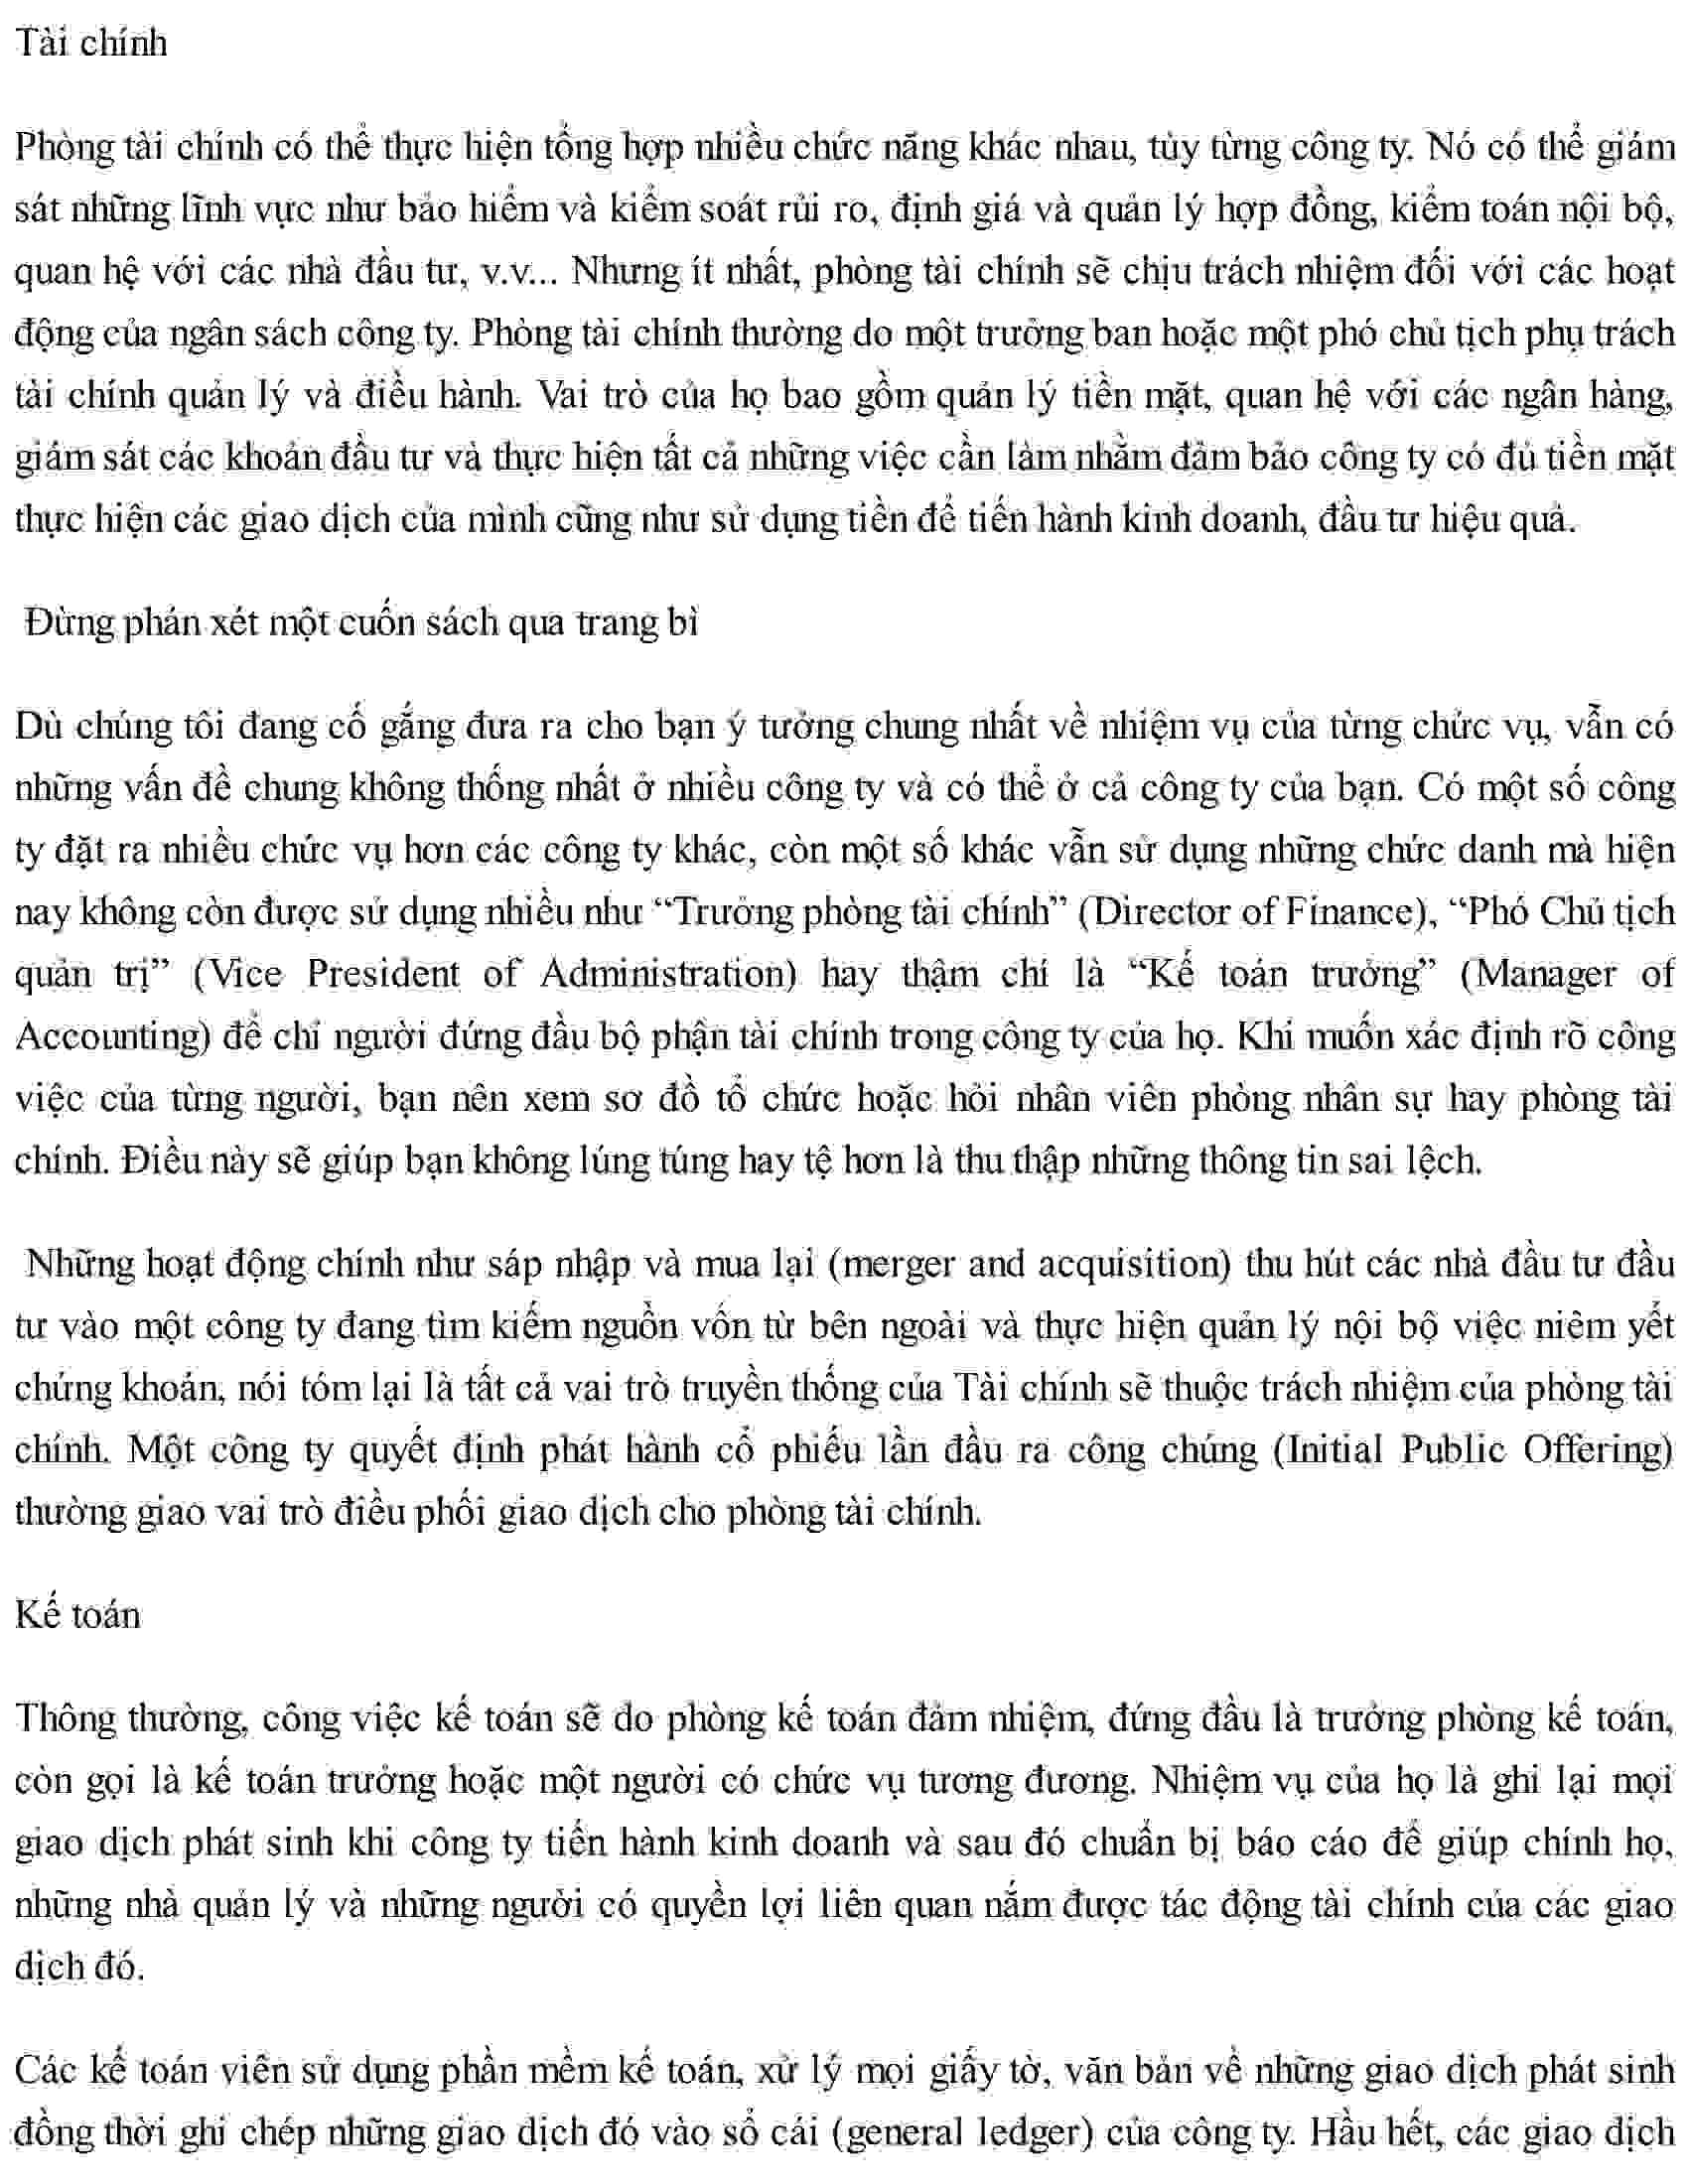 Tài chính
Phòng tài chính có thể thực hiện tổng hợp nhiều chức năng khác nhau, tùy từng công ty. Nó có thể giám
sát những lĩnh vực như bảo hiểm và kiểm soát rủi ro, định giá và quản lý hợp đồng, kiểm toán nội bộ,
quan hệ với các nhà đầu tư, v.v... Nhưng ít nhất, phòng tài chính sẽ chịu trách nhiệm đối với các hoạt
động của ngân sách công ty. Phòng tài chính thường do một trưởng ban hoặc một phó chủ tịch phụ trách
tài chính quản lý và điều hành. Vai trò của họ bao gồm quản lý tiền mặt, quan hệ với các ngân hàng,
giám sát các khoản đầu tư và thực hiện tất cả những việc cần làm nhằm đảm bảo công ty có đủ tiền mặt
thực hiện các giao dịch của mình cũng như sử dụng tiền để tiến hành kinh doanh, đầu tư hiệu quả.
Đừng phán xét một cuốn sách qua trang bì
Dù chúng tôi đang cố gắng đưa ra cho bạn ý tưởng chung nhất về nhiệm vụ của từng chức vụ, vẫn có
những vấn đề chung không thống nhất ở nhiều công ty và có thể ở cả công ty của bạn. Có một số công
ty đặt ra nhiều chức vụ hơn các công ty khác, còn một số khác vẫn sử dụng những chức danh mà hiện
nay không còn được sử dụng nhiều như “Trưởng phòng tài chính” (Director of Finance), “Phó Chủ tịch
quản trị” (Vice President of Administration) hay thậm chí là “Kế toán trưởng” (Manager of
Accounting) để chỉ người đứng đầu bộ phận tài chính trong công ty của họ. Khi muốn xác định rõ công
việc của từng người, bạn nên xem sơ đồ tổ chức hoặc hỏi nhân viên phòng nhân sự hay phòng tài
chính. Điều này sẽ giúp bạn không lúng túng hay tệ hơn là thu thập những thông tin sai lệch.
Những hoạt động chính như sáp nhập và mua lại (merger and acquisition) thu hút các nhà đầu tư đầu
tư vào một công ty đang tìm kiếm nguồn vốn từ bên ngoài và thực hiện quản lý nội bộ việc niêm yết
chứng khoán, nói tóm lại là tất cả vai trò truyền thống của Tài chính sẽ thuộc trách nhiệm của phòng tài
chính. Một công ty quyết định phát hành cổ phiếu lần đầu ra công chúng (Initial Public Offering)
thường giao vai trò điều phối giao dịch cho phòng tài chính.
Kế toán
Thông thường, công việc kế toán sẽ do phòng kế toán đảm nhiệm, đứng đầu là trưởng phòng kế toán,
còn gọi là kế toán trưởng hoặc một người có chức vụ tương đương. Nhiệm vụ của họ là ghi lại mọi
giao dịch phát sinh khi công ty tiến hành kinh doanh và sau đó chuẩn bị báo cáo để giúp chính họ,
những nhà quản lý và những người có quyền lợi liên quan nắm được tác động tài chính của các giao
dịch đó.
Các kế toán viên sử dụng phần mềm kế toán, xử lý mọi giấy tờ, văn bản về những giao dịch phát sinh
đồng thời ghi chép những giao dịch đó vào sổ cái (general ledger) của công ty. Hầu hết, các giao dịch